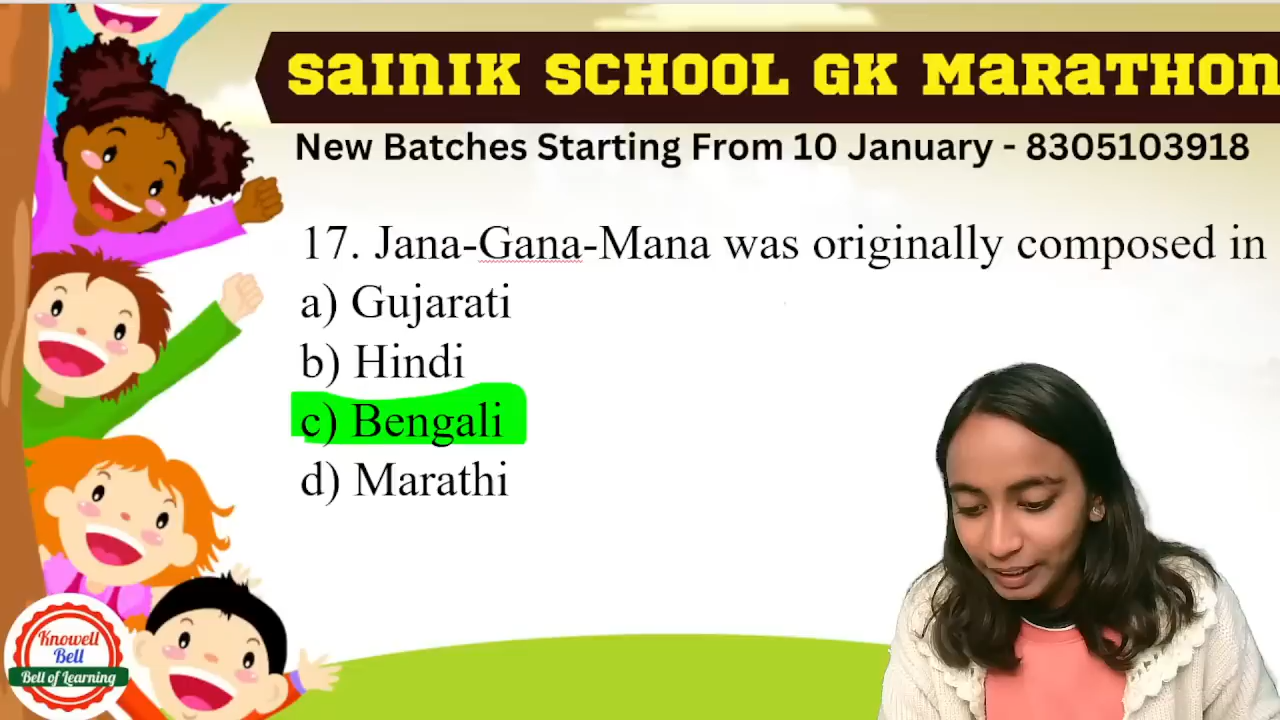 SAINIK SCHOOL GK MARATHON
New Batches Starting From 10 January - 8305103918
17. Jana-Gana-Mana was originally composed in
a) Gujarati
b) Hindi
c) Bengali
d) Marathi
Knowell
Bell
Bell of Learning